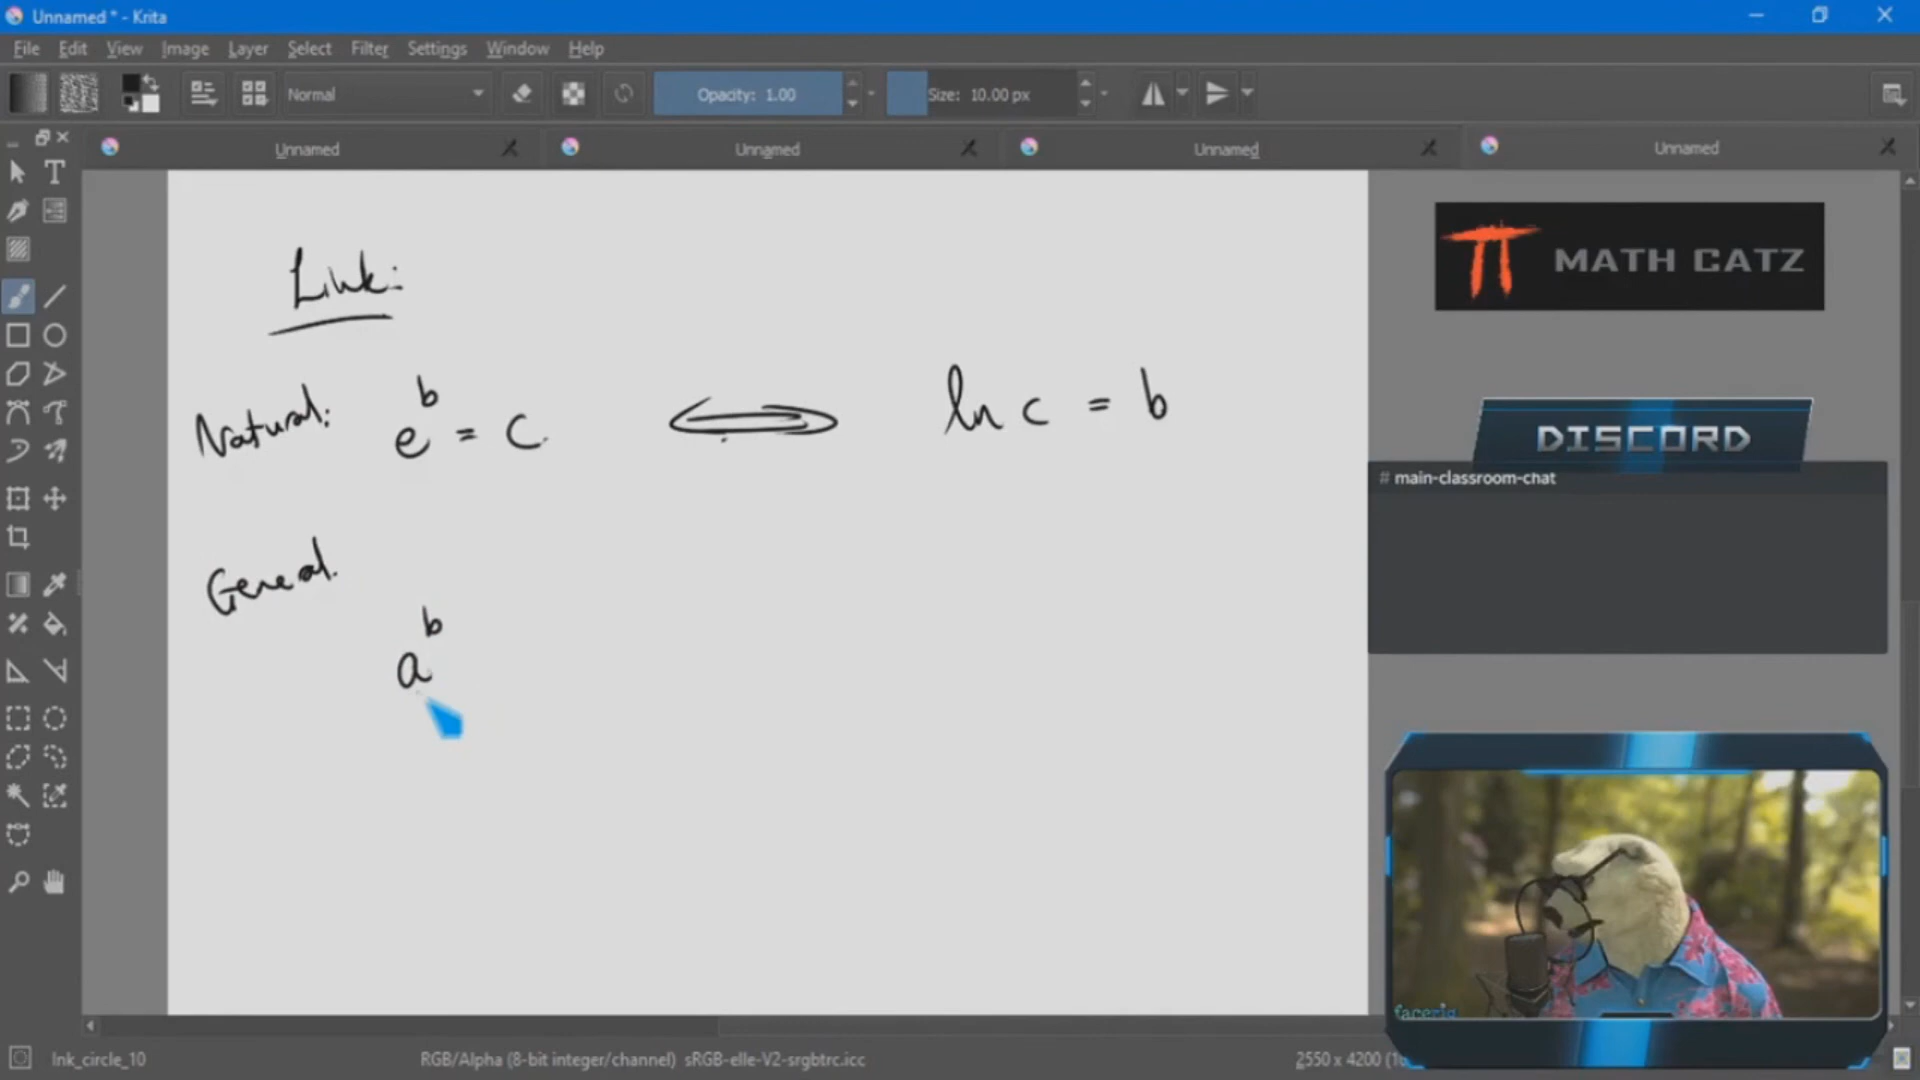 Unnamed * - Krita
File Edit View Image Layer Select Filter Settings Window Help
Normal Opacity: 1.00 Size: 10.00 px
Unnamed Unnamed Unnamed Unnamed
MATH CATZ
Link:
Natural: e^b = c ln c = b
DISCORD
# main-classroom-chat
General.
a^b
facerig
Ink_circle_10 RGB/Alpha (8-bit integer/channel) sRGB-elle-V2-srgbtrc.icc 2550 x 4200